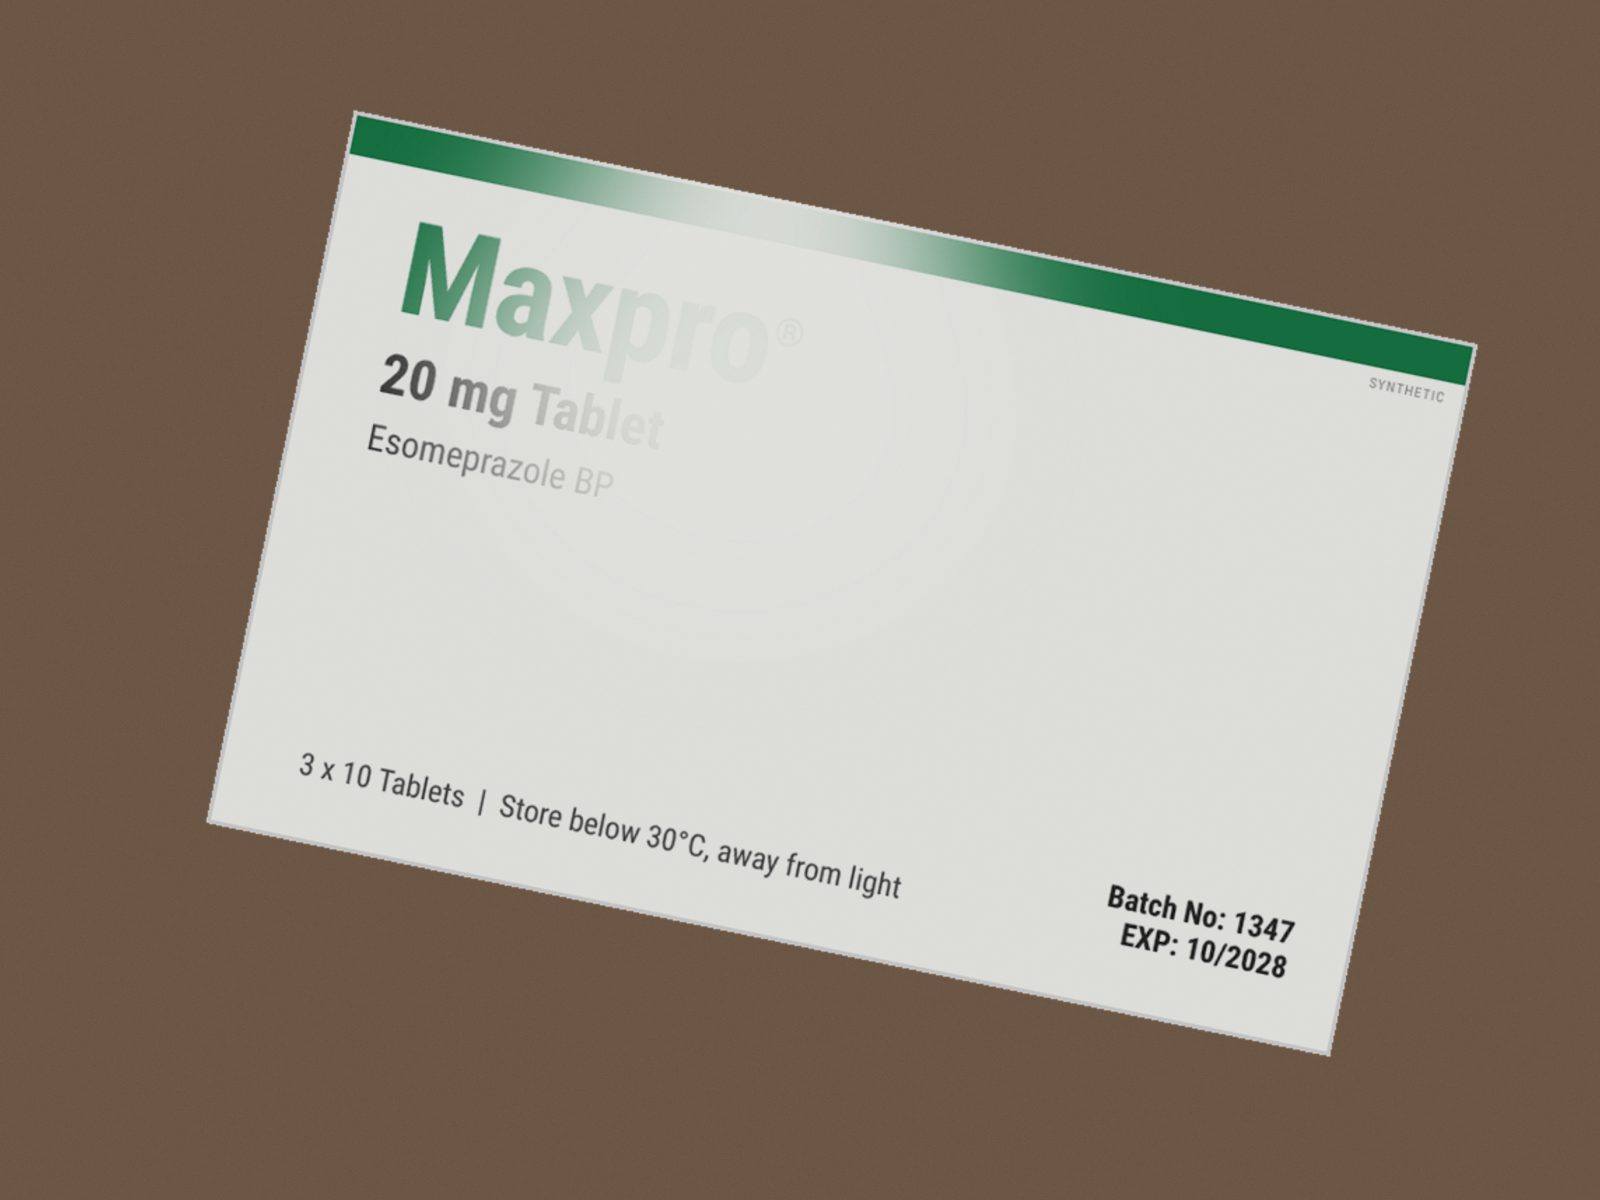 Maxpro®
SYNTHETIC
20 mg Tablet
Esomeprazole BP
3 x 10 Tablets | Store below 30°C, away from light
Batch No: 1347
EXP: 10/2028